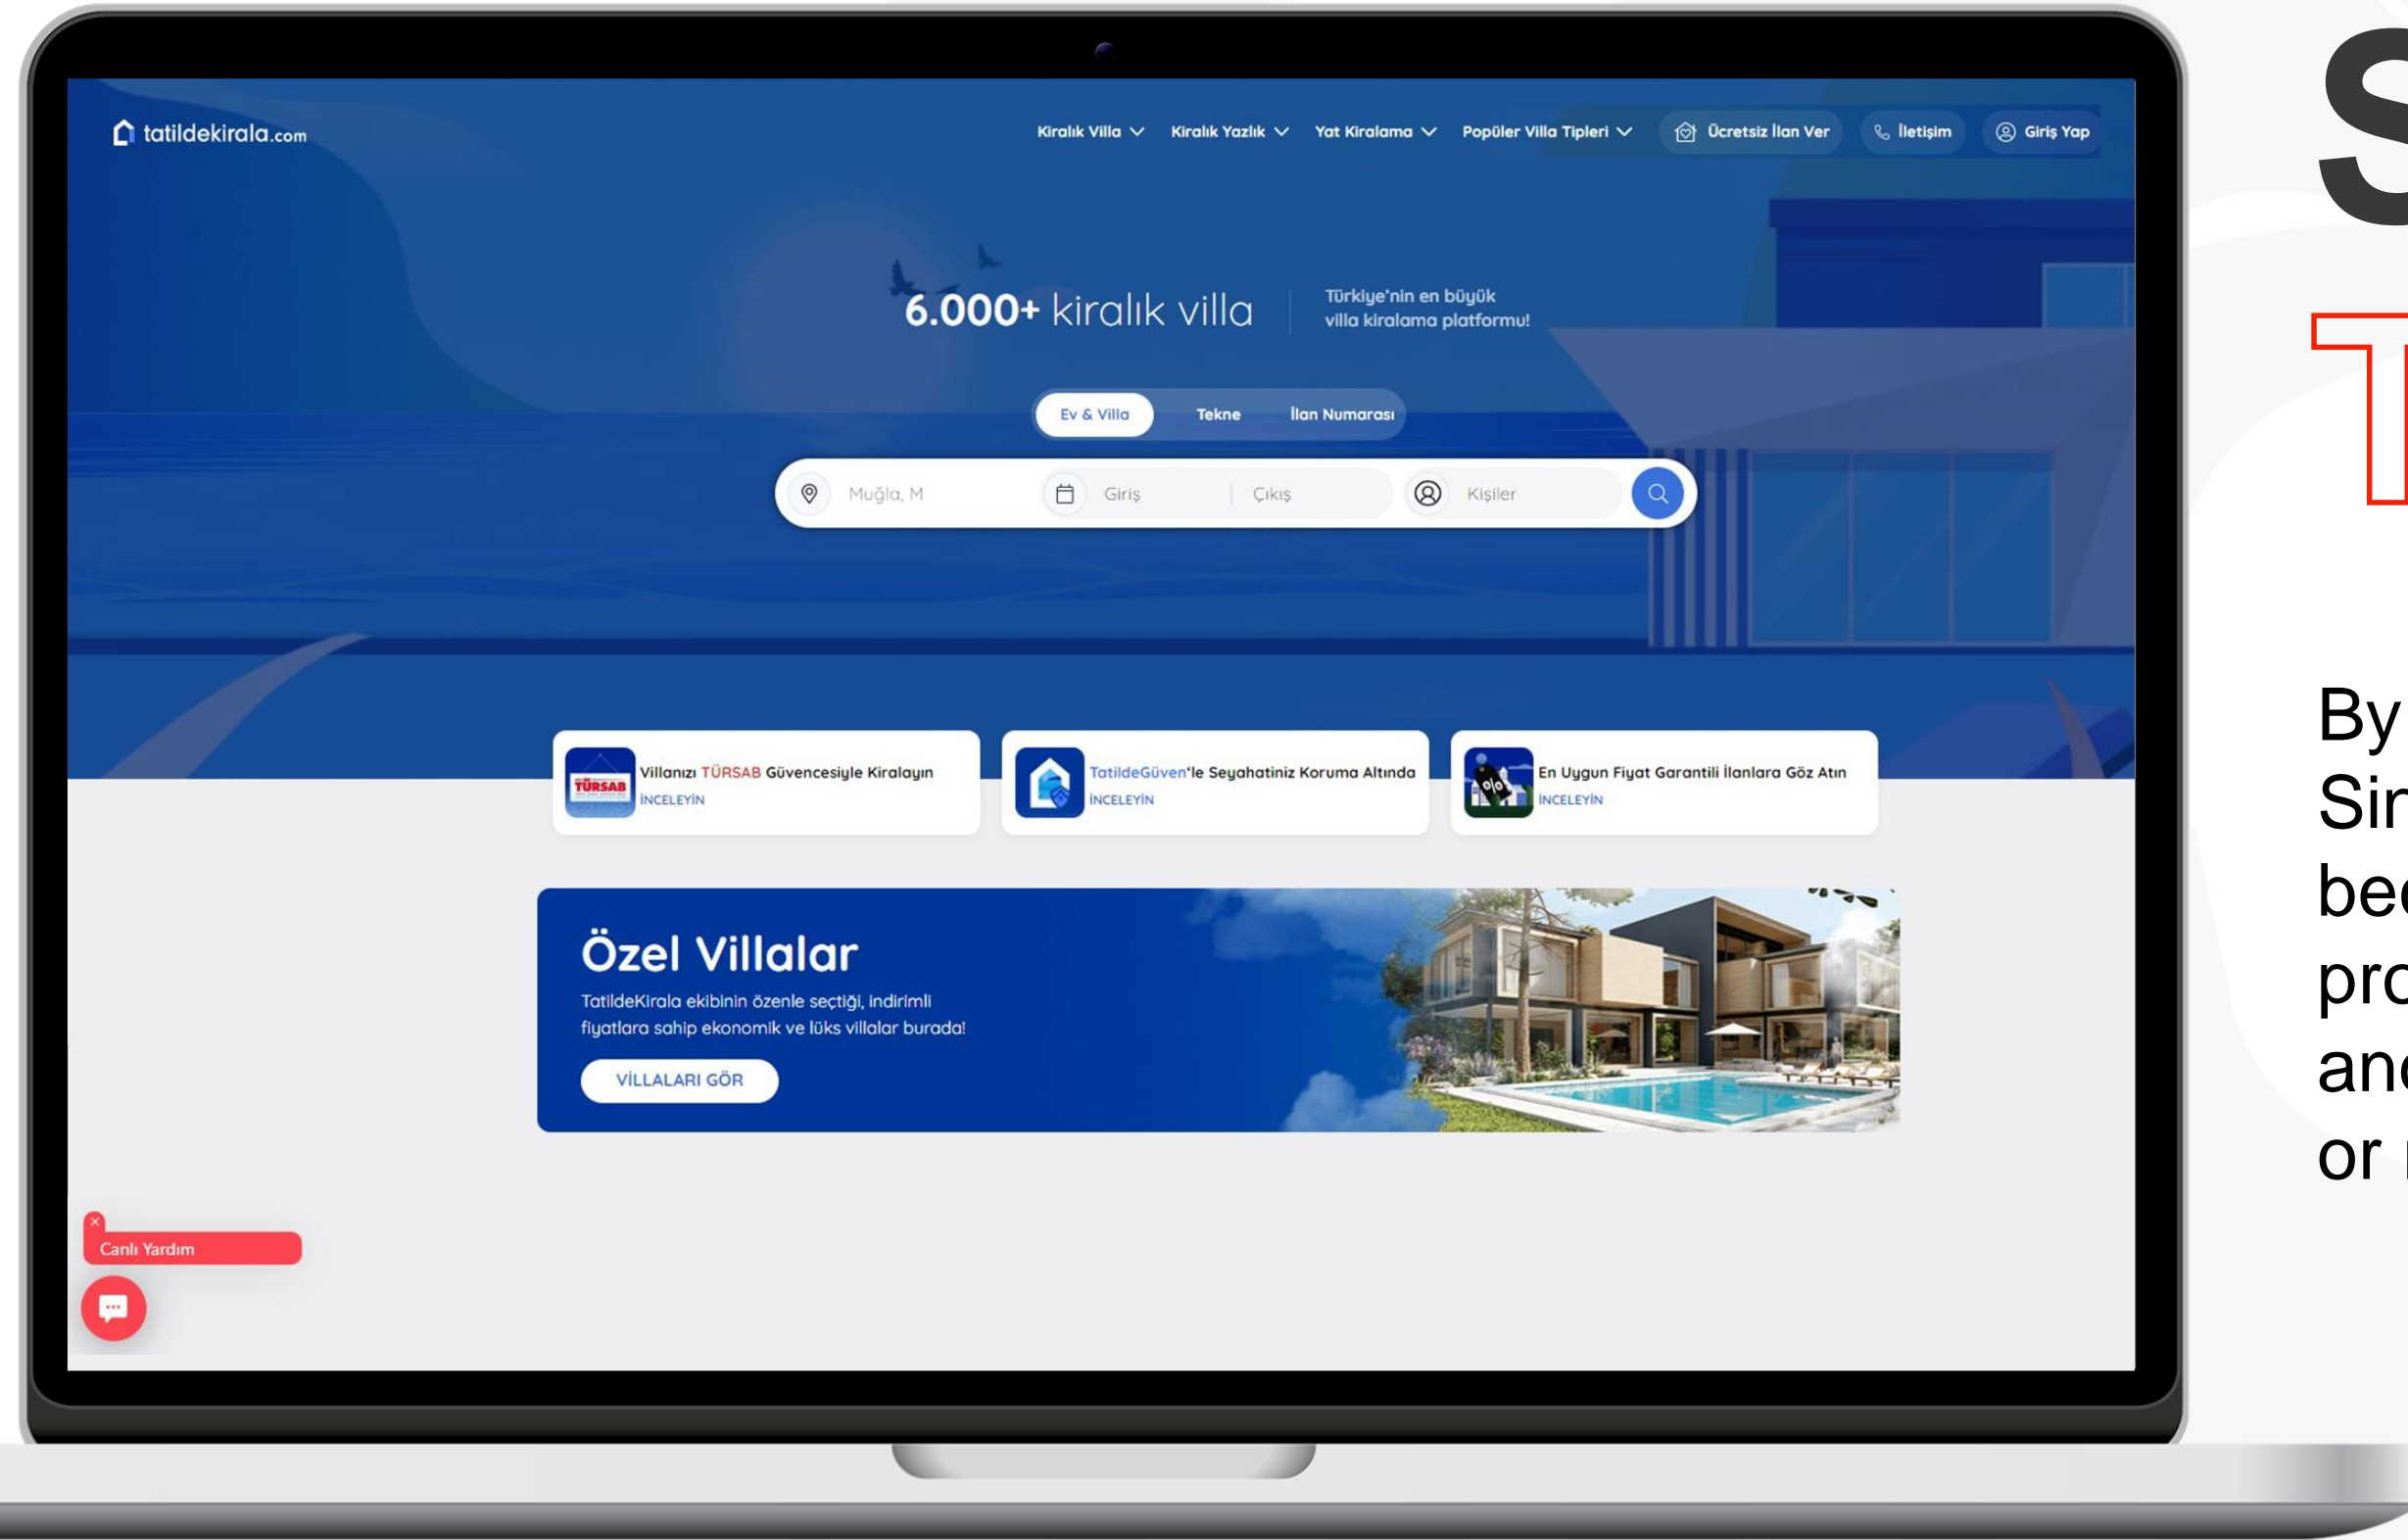 tatildekirala.com
Kiralık Villa
Kiralık Yazlık
Yat Kiralama
Popüler Villa Tipleri
Ücretsiz İlan Ver
İletişim
Giriş Yap
6.000+ kiralık villa
Türkiye'nin en büyük
villa kiralama platformu!
Ev & Villa
Tekne
İlan Numarası
Muğla, M
Giriş
Çıkış
Kişiler
TÜRSAB
Villanızı TÜRSAB Güvencesiyle Kiralayın
İNCELEYİN
TatildeGüven'le Seyahatiniz Koruma Altında
İNCELEYİN
%
En Uygun Fiyat Garantili İlanlara Göz Atın
İNCELEYİN
Özel Villalar
TatildeKirala ekibinin özenle seçtiği, indirimli
fiyatlara sahip ekonomik ve lüks villalar burada!
VİLLALARI GÖR
Canlı Yardım
By
and
or